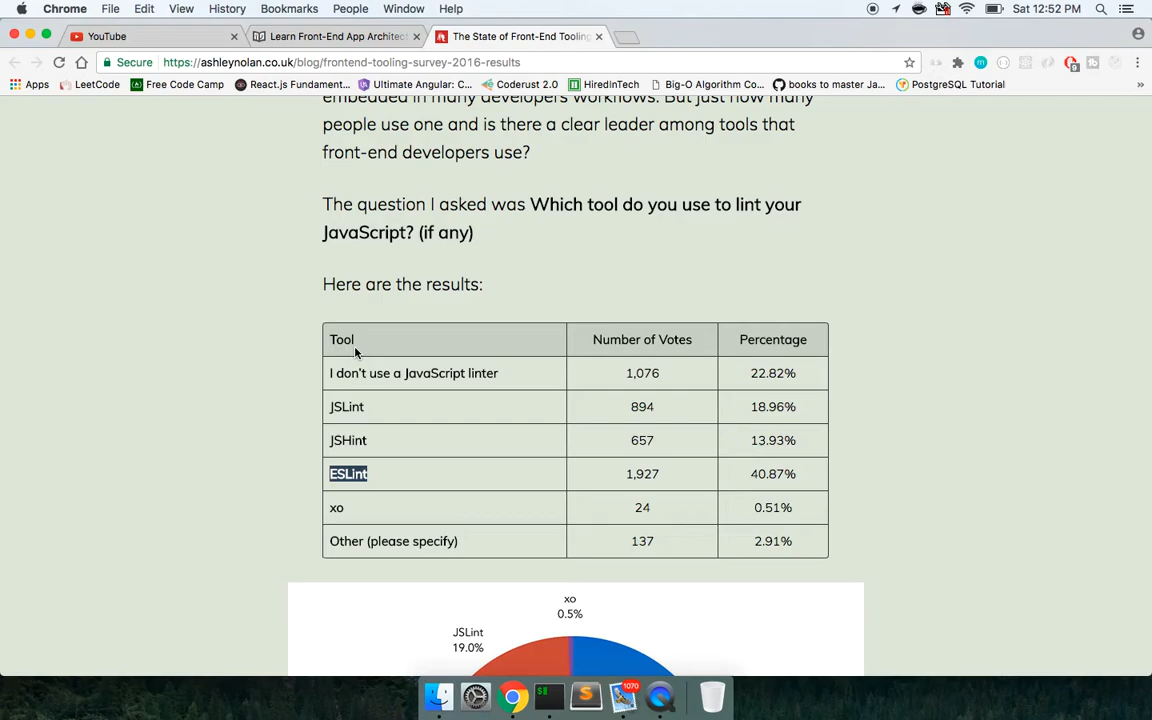 Chrome File Edit View History Bookmarks People Window Help Sat 12:52 PM
YouTube Learn Front-End App Architect The State of Front-End Tooling
Secure https://ashleynolan.co.uk/blog/frontend-tooling-survey-2016-results
Apps LeetCode Free Code Camp React.js Fundament... Ultimate Angular: C... Coderust 2.0 HiredInTech Big-O Algorithm Co... books to master Ja... PostgreSQL Tutorial »
embedded in many developers workflows. But just how many
people use one and is there a clear leader among tools that
front-end developers use?
The question I asked was Which tool do you use to lint your
JavaScript? (if any)
Here are the results:
Tool Number of Votes Percentage
I don't use a JavaScript linter 1,076 22.82%
JSLint 894 18.96%
JSHint 657 13.93%
ESLint 1,927 40.87%
xo 24 0.51%
Other (please specify) 137 2.91%
xo
0.5%
JSLint
19.0%
1070